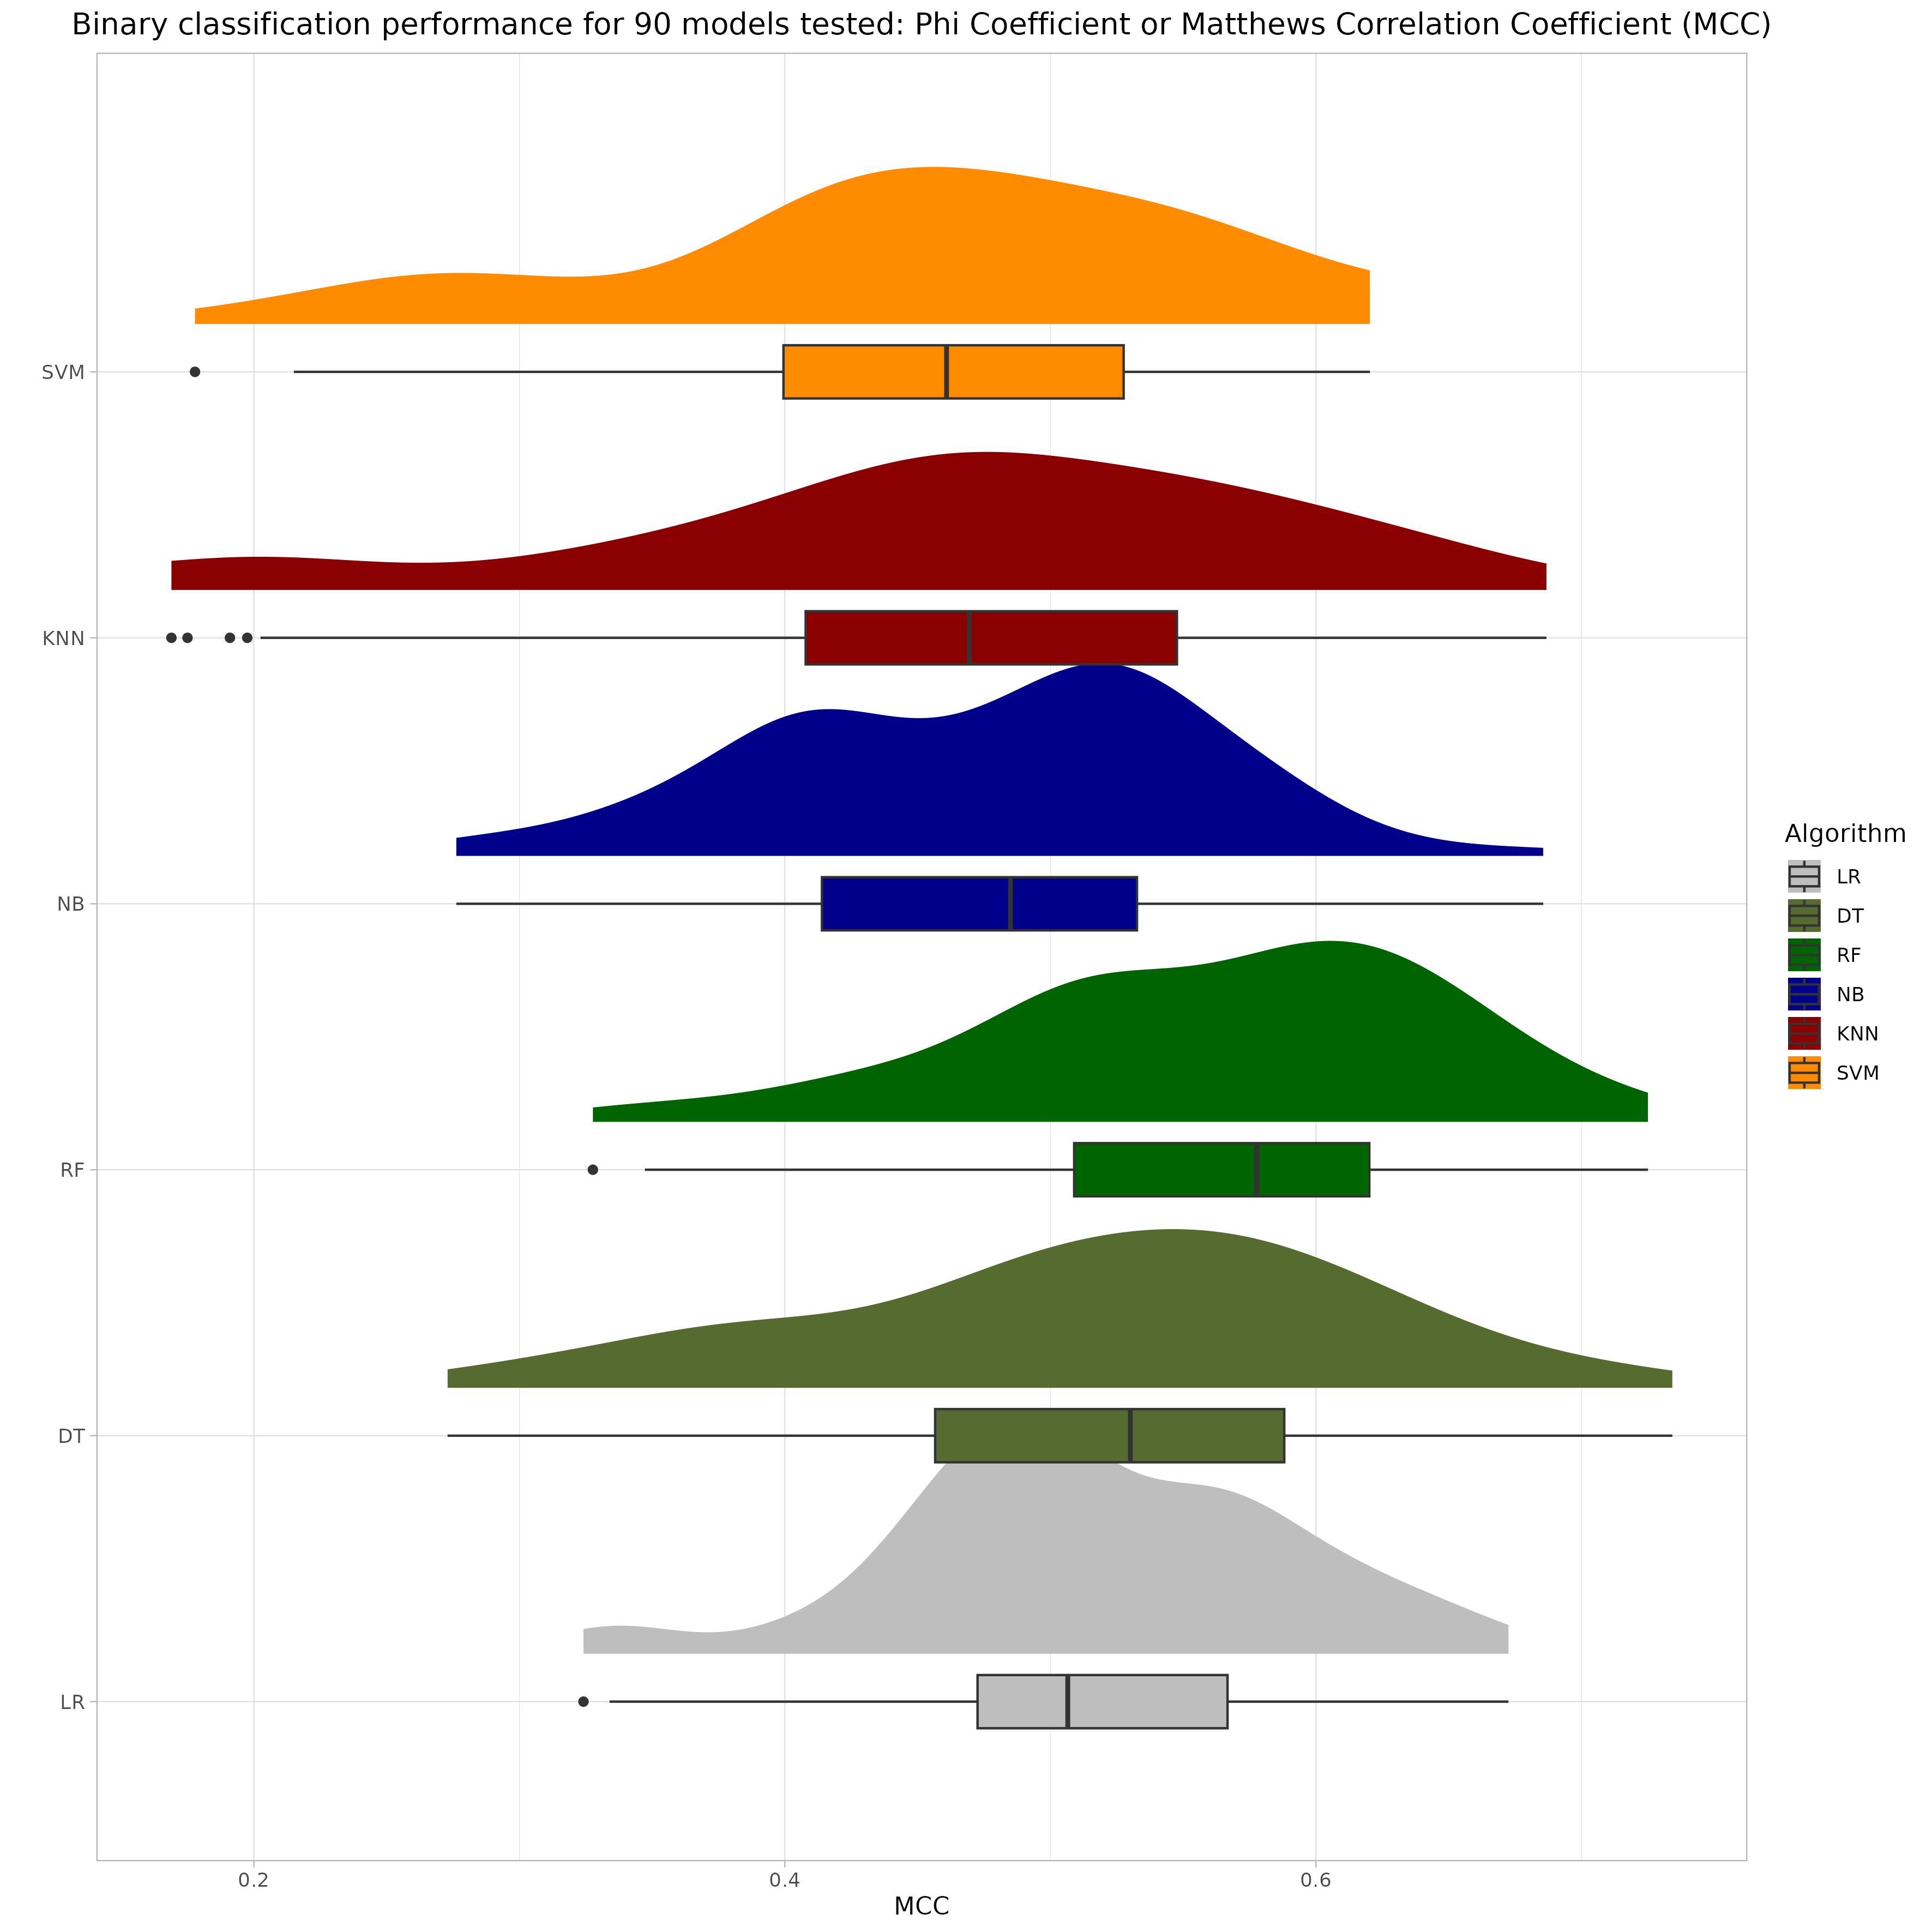 Binary classification performance for 90 models tested: Phi Coefficient or Matthews Correlation Coefficient (MCC)
SVM
KNN
NB
RF
DT
LR
0.2 0.4 0.6
MCC
Algorithm
LR
DT
RF
NB
KNN
SVM